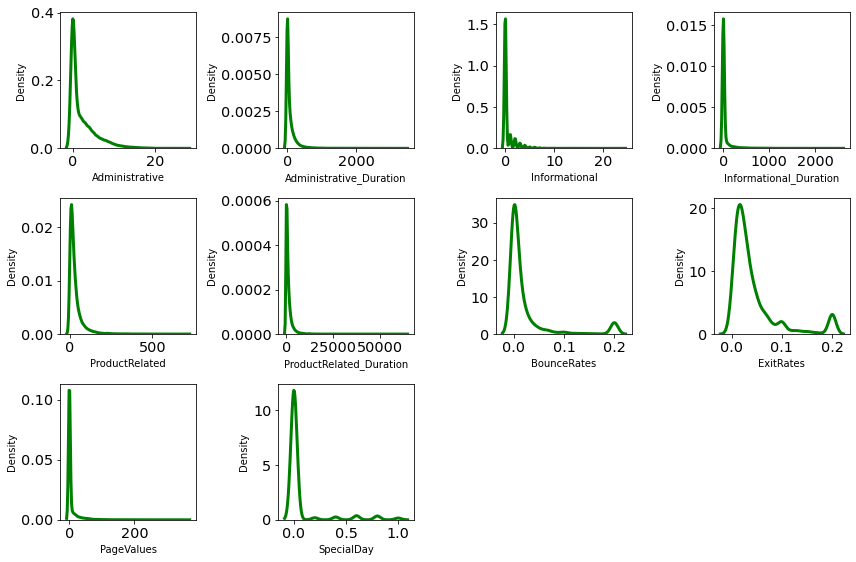 0.4
0.2
0.0
Density
0 20
Administrative
0.0075
0.0050
0.0025
0.0000
Density
0 2000
Administrative_Duration
1.5
1.0
0.5
0.0
Density
0 10 20
Informational
0.015
0.010
0.005
0.000
Density
0 1000 2000
Informational_Duration
0.02
0.01
0.00
Density
0 500
ProductRelated
0.0006
0.0004
0.0002
0.0000
Density
0 25000 50000
ProductRelated_Duration
30
20
10
0
Density
0.0 0.1 0.2
BounceRates
20
10
0
Density
0.0 0.1 0.2
ExitRates
0.10
0.05
0.00
Density
0 200
PageValues
10
5
0
Density
0.0 0.5 1.0
SpecialDay